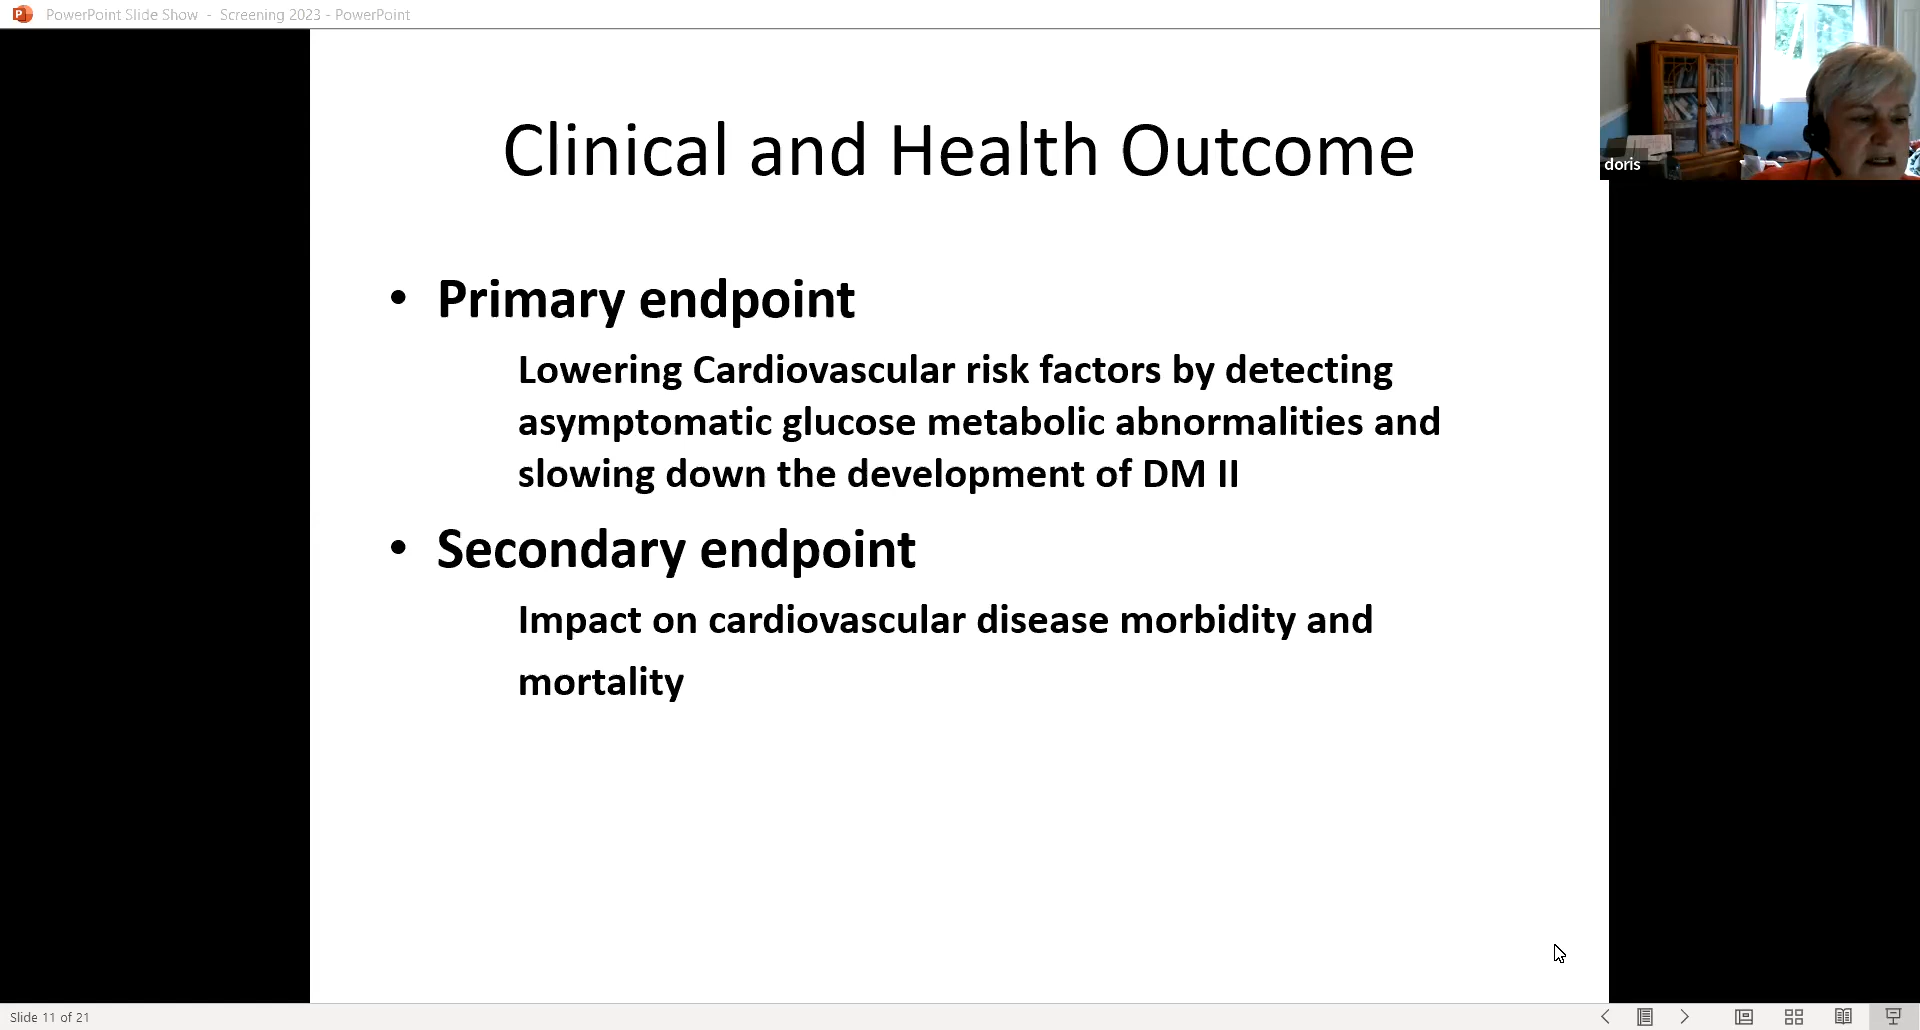 PowerPoint Slide Show - Screening 2023 - PowerPoint
doris
Clinical and Health Outcome
• Primary endpoint
Lowering Cardiovascular risk factors by detecting
asymptomatic glucose metabolic abnormalities and
slowing down the development of DM II
• Secondary endpoint
Impact on cardiovascular disease morbidity and
mortality
Slide 11 of 21